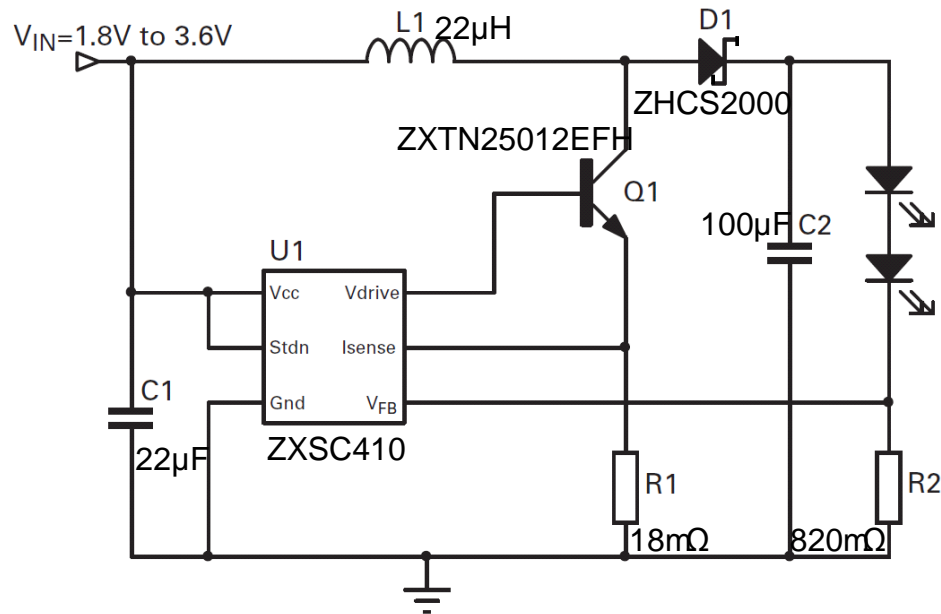 D1
L1 22µH
VIN=1.8V to 3.6V
ZHCS2000
ZXTN25012EFH
Q1
100µF C2
U1
Vcc Vdrive
Stdn Isense
Gnd VFB
C1
ZXSC410
22µF
R1
R2
18mΩ
820mΩ